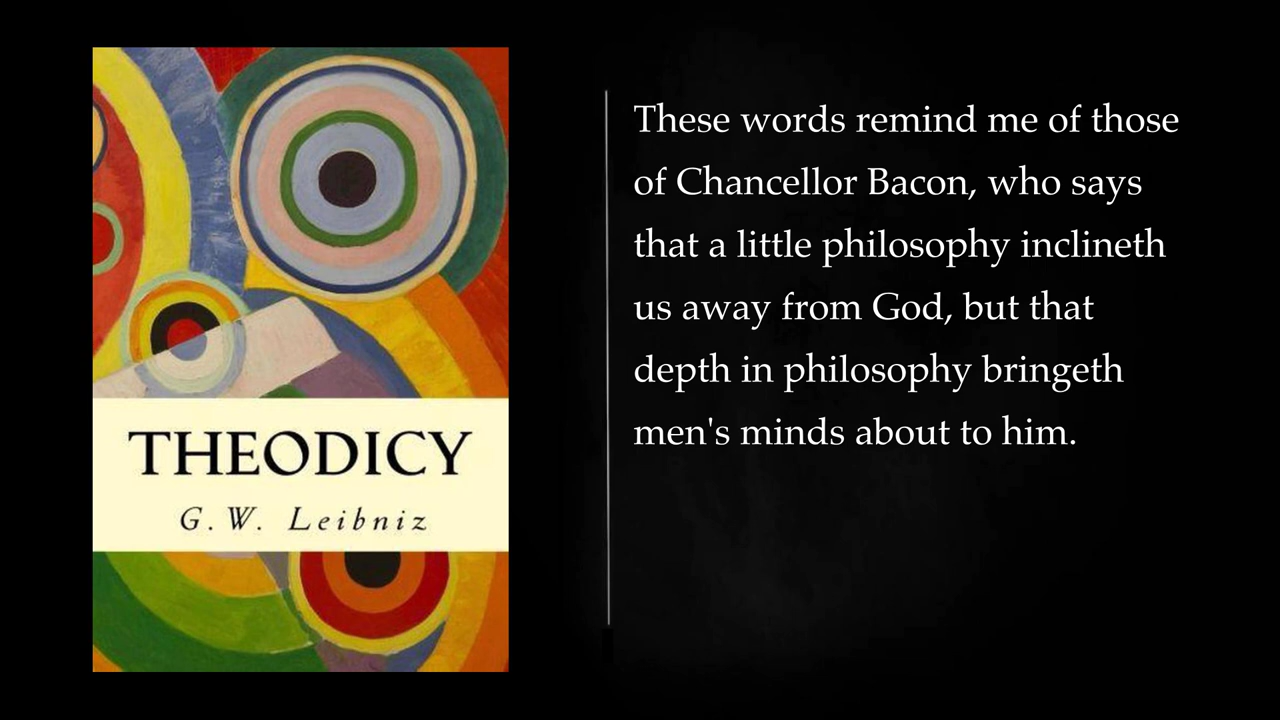 THEODICY
G. W. Leibniz
These words remind me of those
of Chancellor Bacon, who says
that a little philosophy inclineth
us away from God, but that
depth in philosophy bringeth
men's minds about to him.